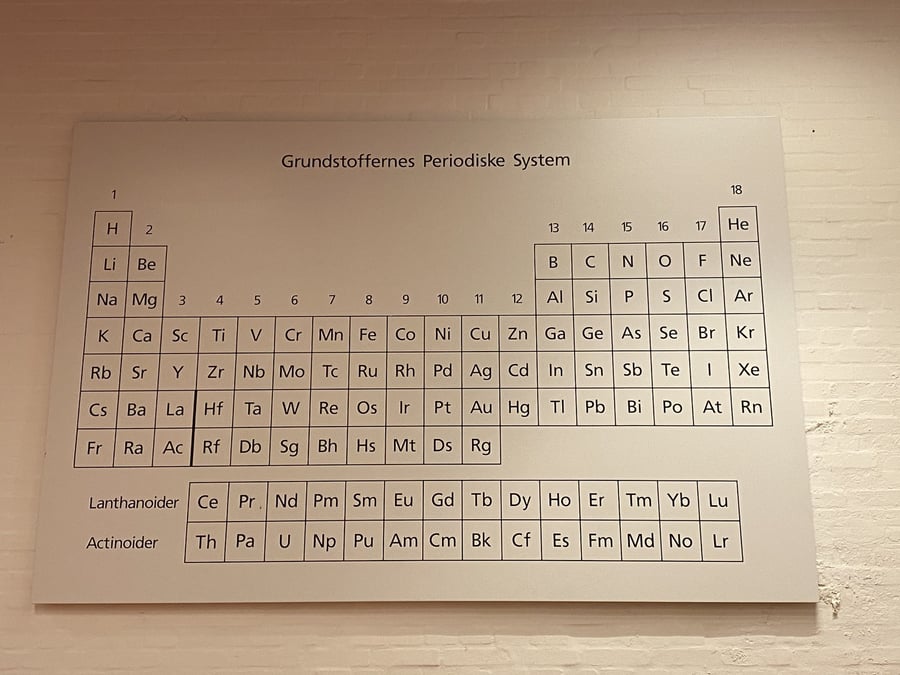 Grundstoffernes Periodiske System
1 18
H 2 13 14 15 16 17 He
Li Be B C N O F Ne
Na Mg 3 4 5 6 7 8 9 10 11 12 Al Si P S Cl Ar
K Ca Sc Ti V Cr Mn Fe Co Ni Cu Zn Ga Ge As Se Br Kr
Rb Sr Y Zr Nb Mo Tc Ru Rh Pd Ag Cd In Sn Sb Te I Xe
Cs Ba La Hf Ta W Re Os Ir Pt Au Hg Tl Pb Bi Po At Rn
Fr Ra Ac Rf Db Sg Bh Hs Mt Ds Rg
Lanthanoider Ce Pr Nd Pm Sm Eu Gd Tb Dy Ho Er Tm Yb Lu
Actinoider Th Pa U Np Pu Am Cm Bk Cf Es Fm Md No Lr